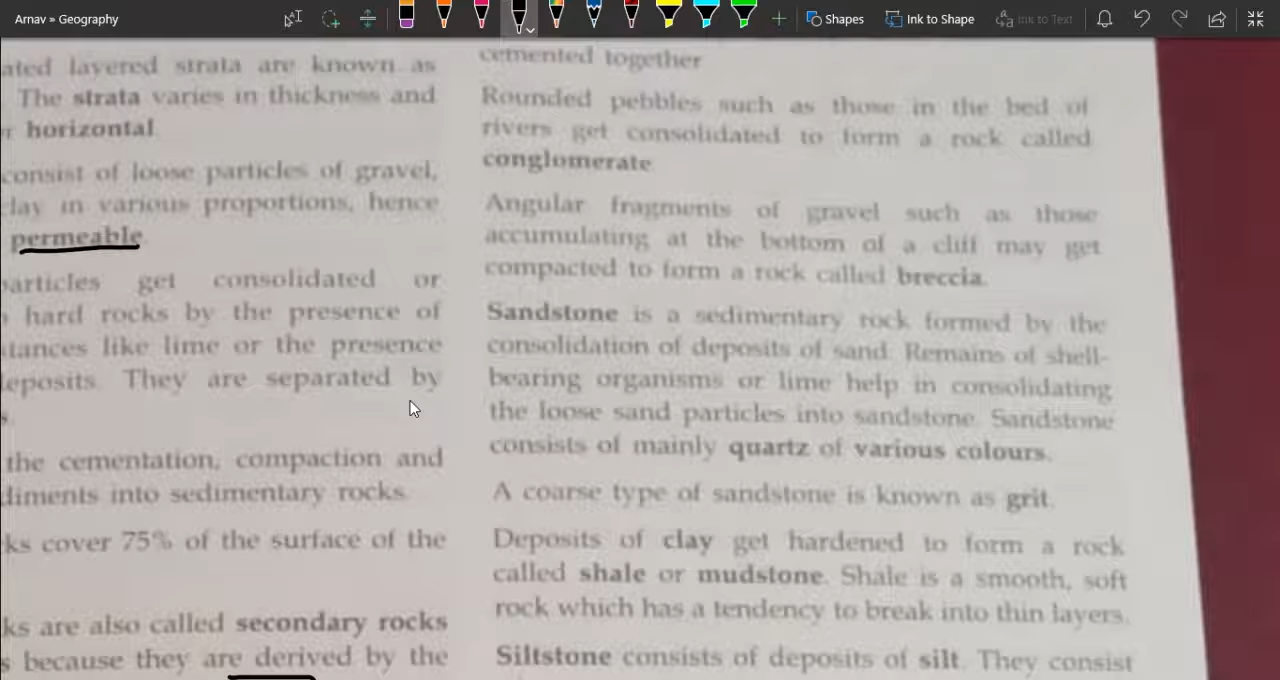 Arnav » Geography
Shapes
Ink to Shape
Ink to Text
ated layered strata are known as
The strata varies in thickness and
r horizontal
consist of loose particles of gravel,
clay in various proportions, hence
permeable
particles get consolidated or
hard rocks by the presence of
stances like lime or the presence
deposits. They are separated by
s.
the cementation, compaction and
diments into sedimentary rocks.
ks cover 75% of the surface of the
ks are also called secondary rocks
s because they are derived by the
cemented together
Rounded pebbles such as those in the bed of
rivers get consolidated to form a rock called
conglomerate
Angular fragments of gravel such as those
accumulating at the bottom of a cliff may get
compacted to form a rock called breccia.
Sandstone is a sedimentary rock formed by the
consolidation of deposits of sand. Remains of shell-
bearing organisms or lime help in consolidating
the loose sand particles into sandstone. Sandstone
consists of mainly quartz of various colours.
A coarse type of sandstone is known as grit.
Deposits of clay get hardened to form a rock
called shale or mudstone. Shale is a smooth, soft
rock which has a tendency to break into thin layers.
Siltstone consists of deposits of silt. They consist